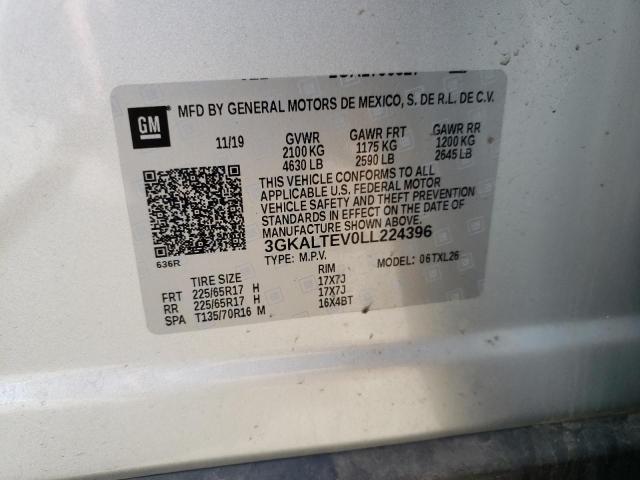 GM
MFD BY GENERAL MOTORS DE MEXICO, S. DE R.L. DE C.V.
11/19 GVWR GAWR FRT GAWR RR
2100 KG 1175 KG 1200 KG
4630 LB 2590 LB 2645 LB
THIS VEHICLE CONFORMS TO ALL
APPLICABLE U.S. FEDERAL MOTOR
VEHICLE SAFETY AND THEFT PREVENTION
STANDARDS IN EFFECT ON THE DATE OF
MANUFACTURE SHOWN ABOVE.
3GKALTEV0LL224396
TYPE: M.P.V. MODEL: 06TXL26
636R
TIRE SIZE RIM
FRT 225/65R17 H 17X7J
RR 225/65R17 H 17X7J
SPA T135/70R16 M 16X4BT